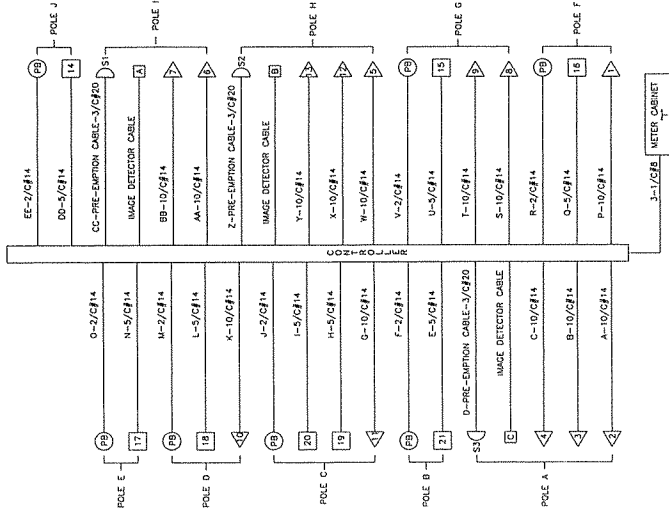 POLE J
PB EE-2/C#14
14 DD-5/C#14
POLE I
S1 CC-PRE-EMPTION CABLE-3/C#20
A IMAGE DETECTOR CABLE
7 BB-10/C#14
6 AA-10/C#14
POLE H
S2 Z-PRE-EMPTION CABLE-3/C#20
B IMAGE DETECTOR CABLE
13 Y-10/C#14
12 X-10/C#14
5 W-10/C#14
POLE G
PB V-2/C#14
15 U-5/C#14
9 T-10/C#14
8 S-10/C#14
POLE F
PB R-2/C#14
16 Q-5/C#14
1 P-10/C#14
METER CABINET
3-1/C#8
CONTROLLER
O-2/C#14 PB
N-5/C#14 17
POLE E
M-2/C#14 PB
L-5/C#14 18
K-10/C#14 10
POLE D
J-2/C#14 PB
I-5/C#14 20
H-5/C#14 19
G-10/C#14 11
POLE C
F-2/C#14 PB
E-5/C#14 21
POLE B
D-PRE-EMPTION CABLE-3/C#20 S3
IMAGE DETECTOR CABLE C
C-10/C#14 4
B-10/C#14 3
A-10/C#14 2
POLE A